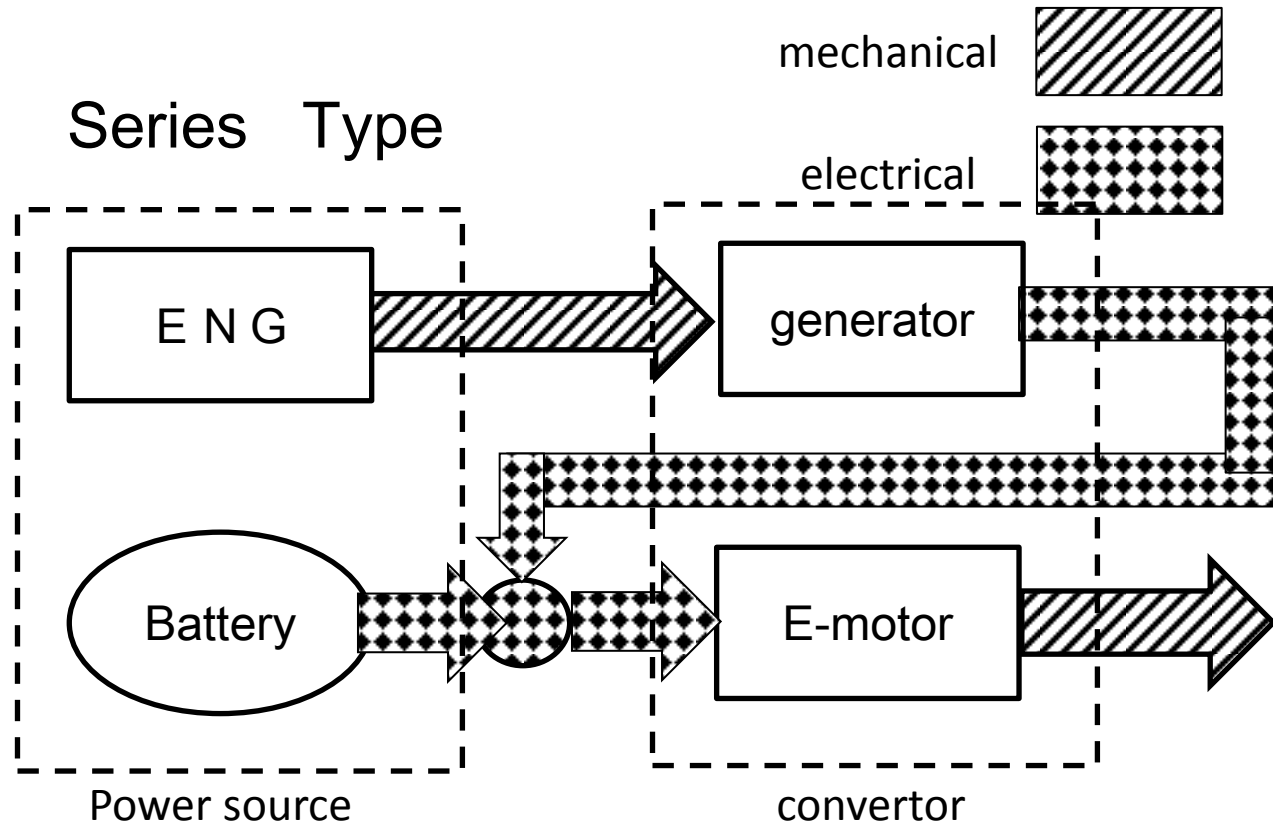 mechanical
Series Type
electrical
E N G
generator
Battery
E-motor
Power source
convertor